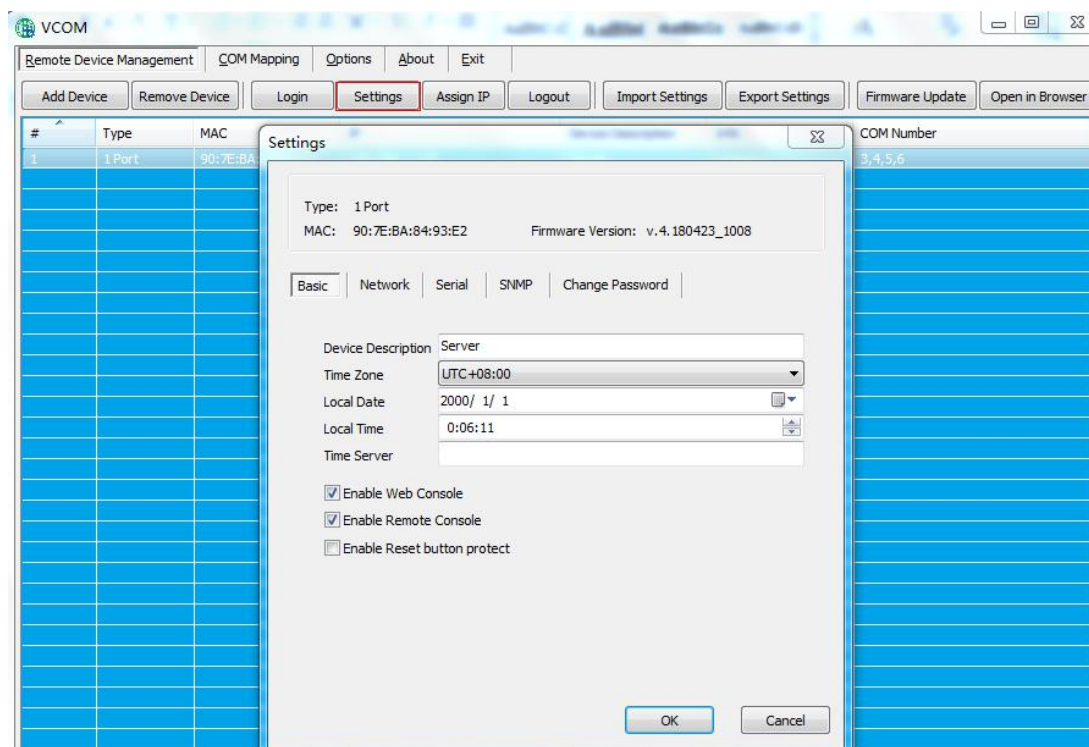 VCOM
Remote Device Management COM Mapping Options About Exit
Add Device Remove Device Login Settings Assign IP Logout Import Settings Export Settings Firmware Update Open in Browser
# Type MAC COM Number
1 1 Port 90:7E:BA: 3,4,5,6
Settings
Type: 1 Port
MAC: 90:7E:BA:84:93:E2 Firmware Version: v.4.180423_1008
Basic Network Serial SNMP Change Password
Device Description Server
Time Zone UTC+08:00
Local Date 2000/ 1/ 1
Local Time 0:06:11
Time Server
Enable Web Console
Enable Remote Console
Enable Reset button protect
OK Cancel